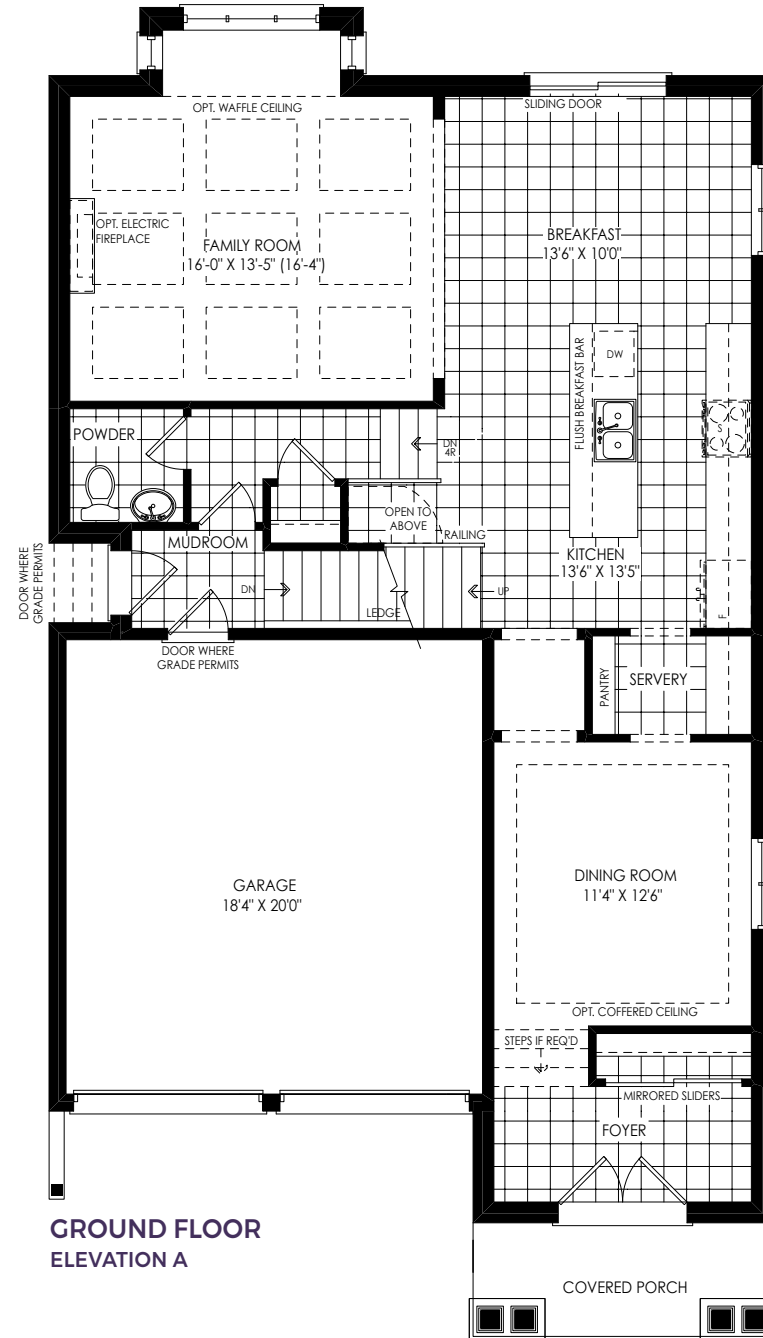 OPT. WAFFLE CEILING
SLIDING DOOR
OPT. ELECTRIC
FIREPLACE
FAMILY ROOM
16'-0" X 13'-5" (16'-4")
BREAKFAST
13'6" X 10'0"
FLUSH BREAKFAST BAR
DW
S
POWDER
DN
4R
OPEN TO
ABOVE
RAILING
MUDROOM
KITCHEN
13'6" X 13'5"
DOOR WHERE
GRADE PERMITS
DN
LEDGE
UP
F
DOOR WHERE
GRADE PERMITS
PANTRY
SERVERY
GARAGE
18'4" X 20'0"
DINING ROOM
11'4" X 12'6"
OPT. COFFERED CEILING
STEPS IF REQ'D
MIRRORED SLIDERS
FOYER
GROUND FLOOR
ELEVATION A
COVERED PORCH